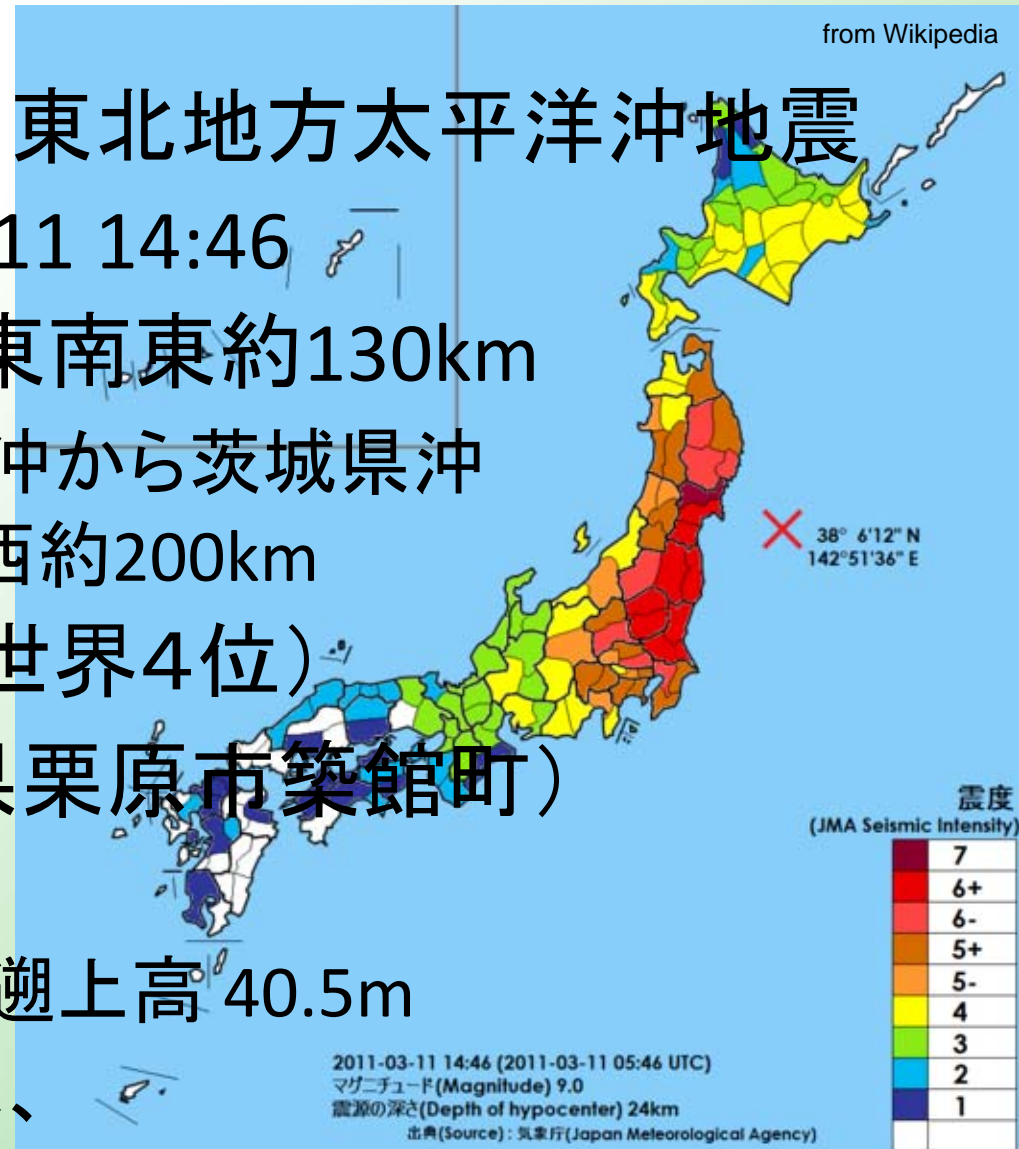 from Wikipedia
東北地方太平洋沖地震
11 14:46
東南東約130km
沖から茨城県沖
西約200km
世界４位）
県栗原市築館町）
38° 6'12" N
142°51'36" E
遡上高 40.5m
震度
(JMA Seismic Intensity)
7
6+
6-
5+
5-
4
3
2
1
2011-03-11 14:46 (2011-03-11 05:46 UTC)
マグニチュード(Magnitude) 9.0
震源の深さ(Depth of hypocenter) 24km
出典(Source) : 気象庁(Japan Meteorological Agency)
、